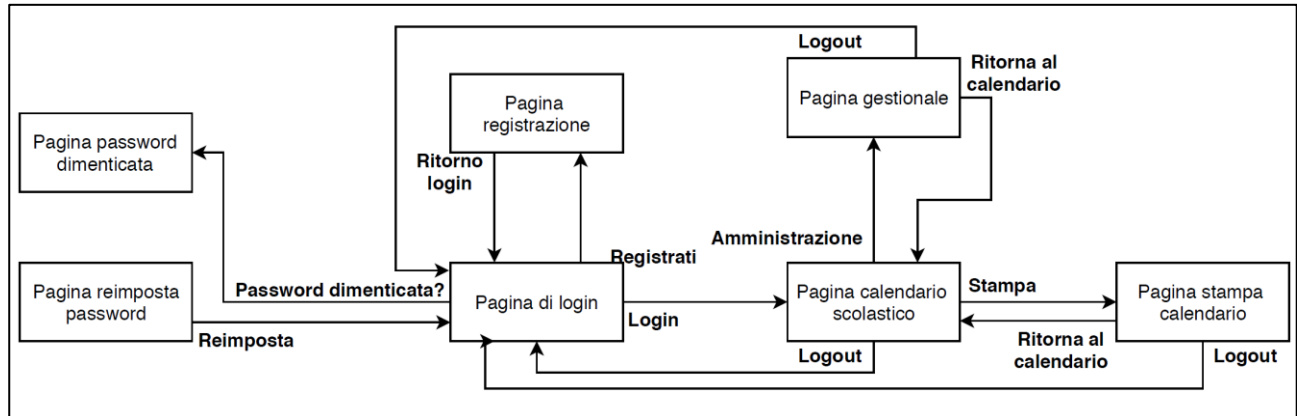 Logout
Ritorna al
calendario
Pagina
registrazione
Pagina gestionale
Pagina password
dimenticata
Ritorno
login
Amministrazione
Registrati
Pagina reimposta
password
Password dimenticata?
Pagina di login
Login
Pagina calendario
scolastico
Stampa
Pagina stampa
calendario
Reimposta
Logout
Ritorna al
calendario
Logout